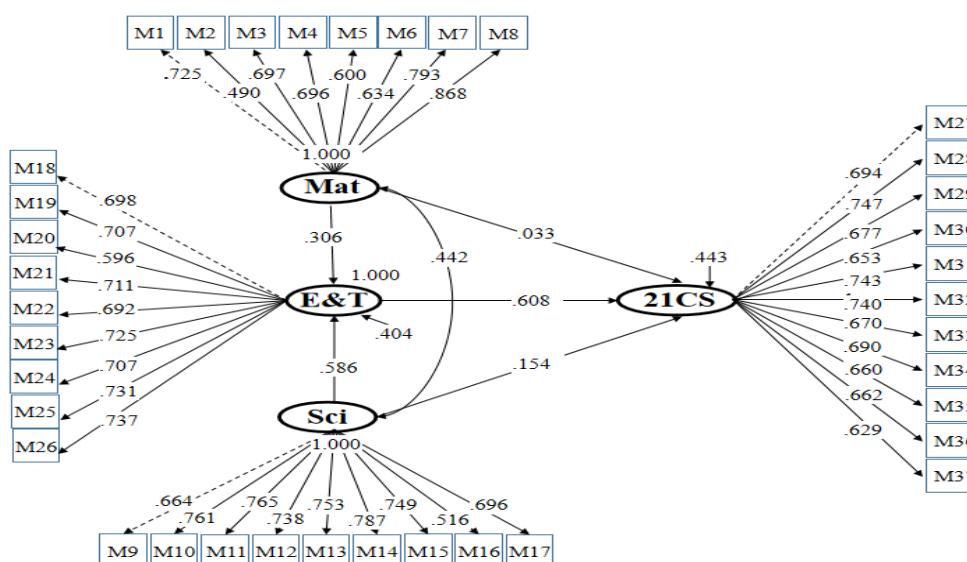 M1 M2 M3 M4 M5 M6 M7 M8
.725 .490 .697 .696 .600 .634 .793 .868
1.000
Mat
M18
M19
M20
M21
M22
M23
M24
M25
M26
.698
.707
.596
.711
.692
.725
.707
.731
.737
.306
1.000
E&T
.404
.586
.442
.033
.608
.154
.443
21CS
Sci
1.000
.664 .761 .765 .738 .753 .787 .749 .516 .696
M9 M10 M11 M12 M13 M14 M15 M16 M17
.694
.747
.677
.653
.743
.740
.670
.690
.660
.662
.629
M28
M29
M34